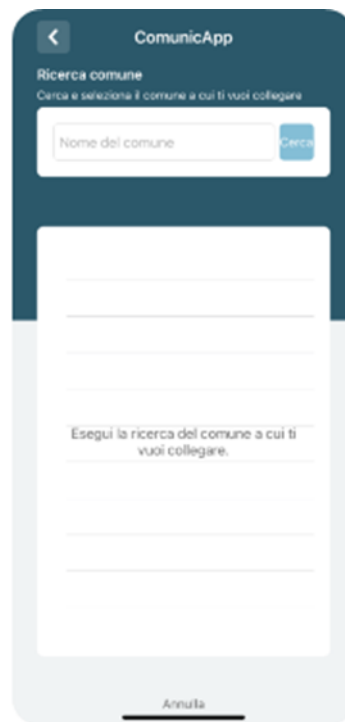 ComunicApp
Ricerca comune
Cerca e seleziona il comune a cui ti vuoi collegare
Nome del comune
Cerca
Esegui la ricerca del comune a cui ti
vuoi collegare.
Annulla